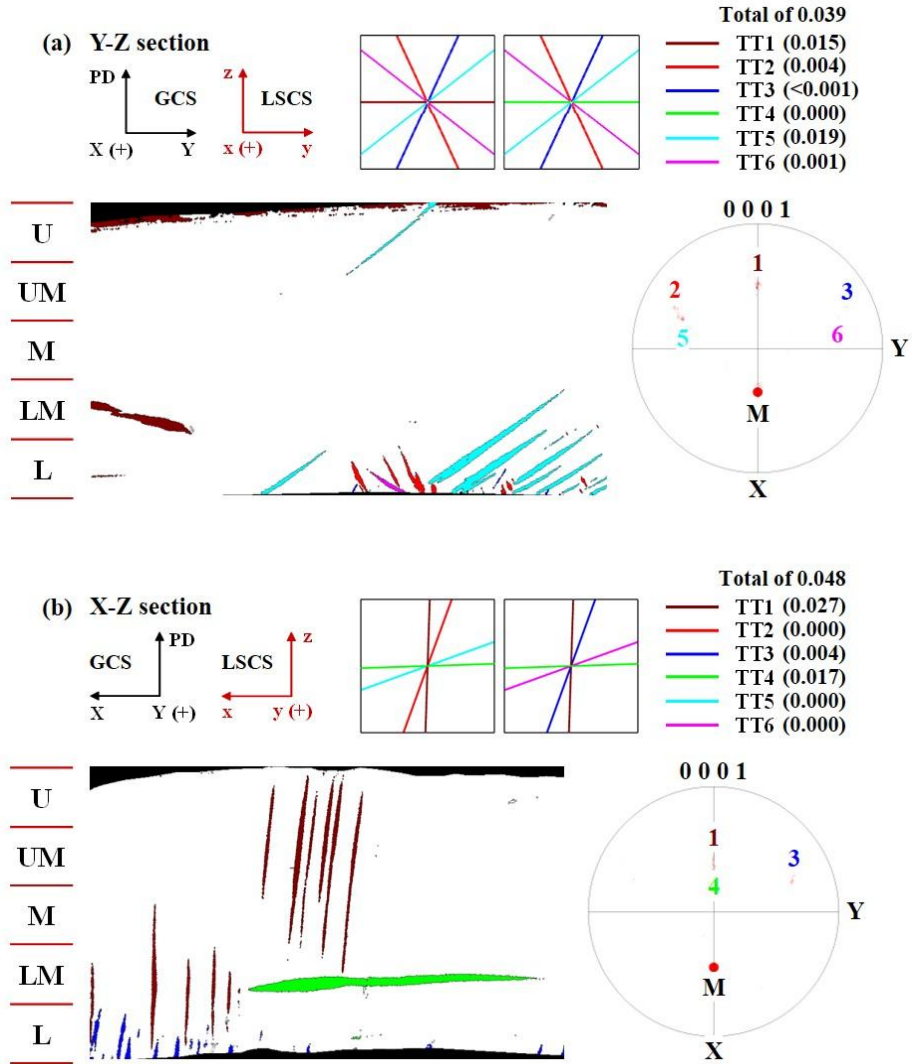 Total of 0.039
(a) Y-Z section
TT1 (0.015)
TT2 (0.004)
TT3 (<0.001)
TT4 (0.000)
TT5 (0.019)
TT6 (0.001)
PD
GCS
X (+)
Y
z
LSCS
x (+)
y
U
UM
M
LM
L
0 0 0 1
1
2
3
5
6
Y
M
X
Total of 0.048
(b) X-Z section
TT1 (0.027)
TT2 (0.000)
TT3 (0.004)
TT4 (0.017)
TT5 (0.000)
TT6 (0.000)
GCS
PD
X
Y (+)
LSCS
z
x
y (+)
U
UM
M
LM
L
0 0 0 1
1
3
4
Y
M
X